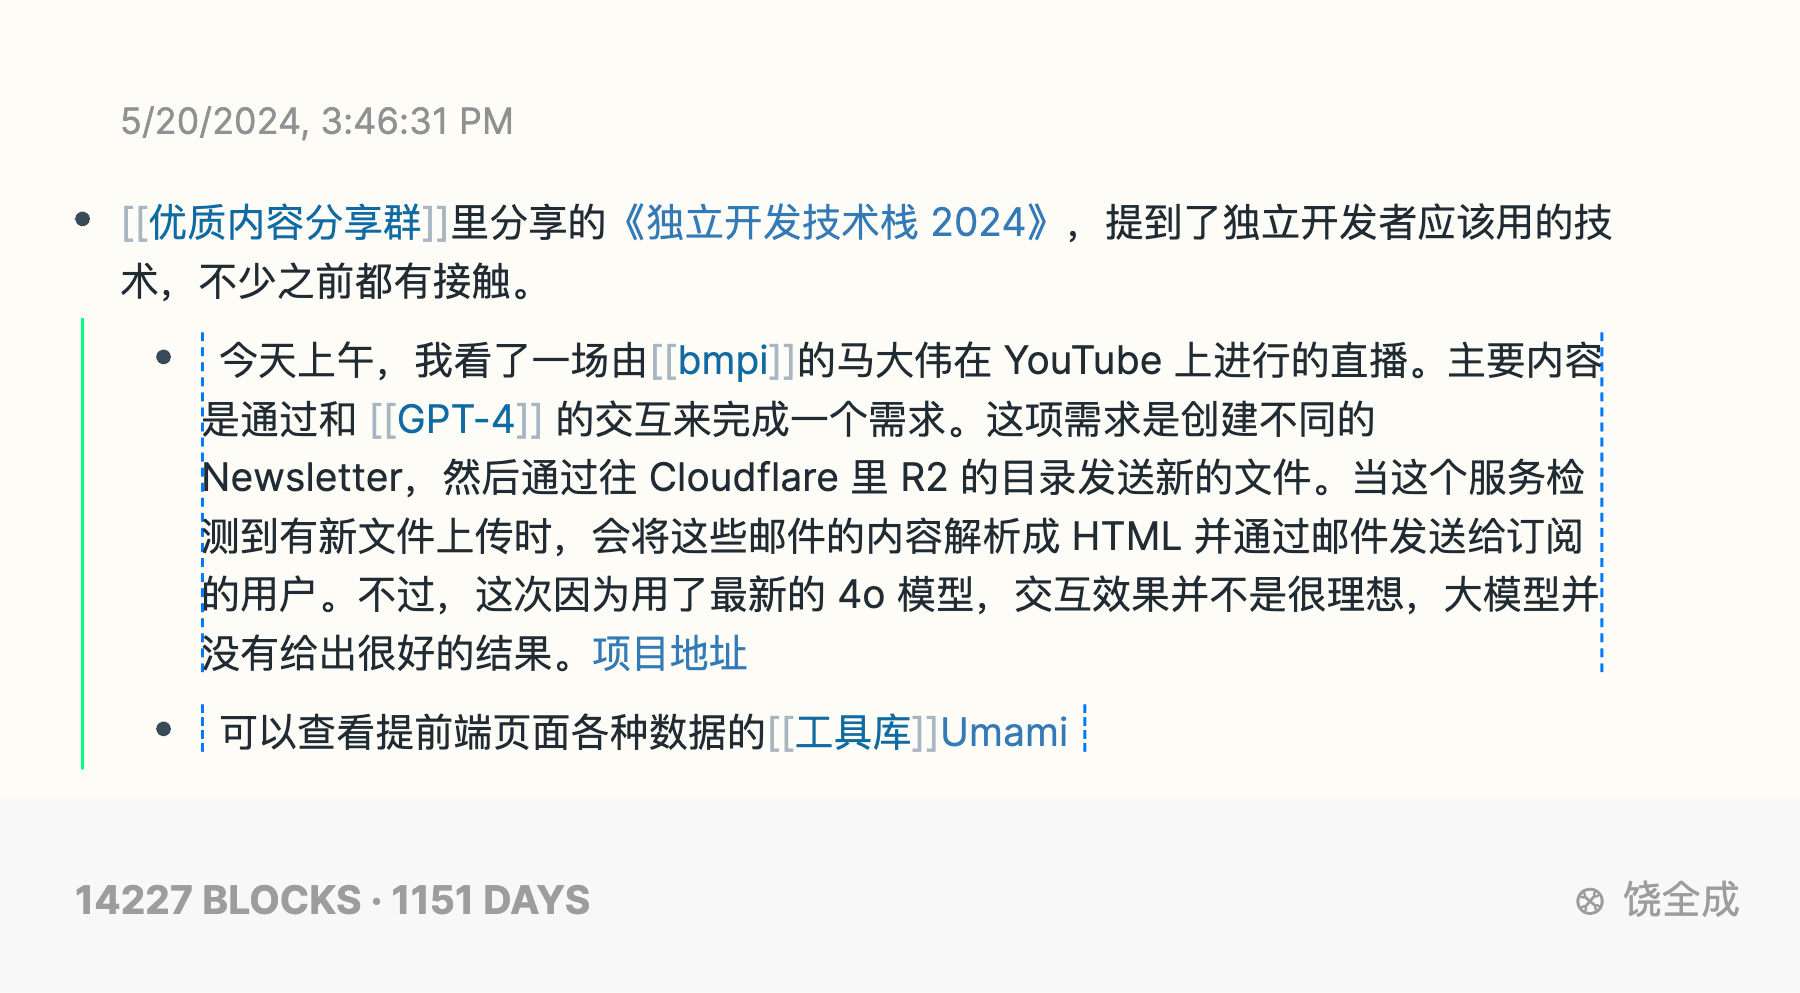 5/20/2024, 3:46:31 PM
[[优质内容分享群]]里分享的《独立开发技术栈 2024》，提到了独立开发者应该用的技
术，不少之前都有接触。
今天上午，我看了一场由[[bmpi]]的马大伟在 YouTube 上进行的直播。主要内容
是通过和 [[GPT-4]] 的交互来完成一个需求。这项需求是创建不同的
Newsletter，然后通过往 Cloudflare 里 R2 的目录发送新的文件。当这个服务检
测到有新文件上传时，会将这些邮件的内容解析成 HTML 并通过邮件发送给订阅
的用户。不过，这次因为用了最新的 4o 模型，交互效果并不是很理想，大模型并
没有给出很好的结果。项目地址
可以查看提前端页面各种数据的[[工具库]]Umami
14227 BLOCKS · 1151 DAYS
饶全成